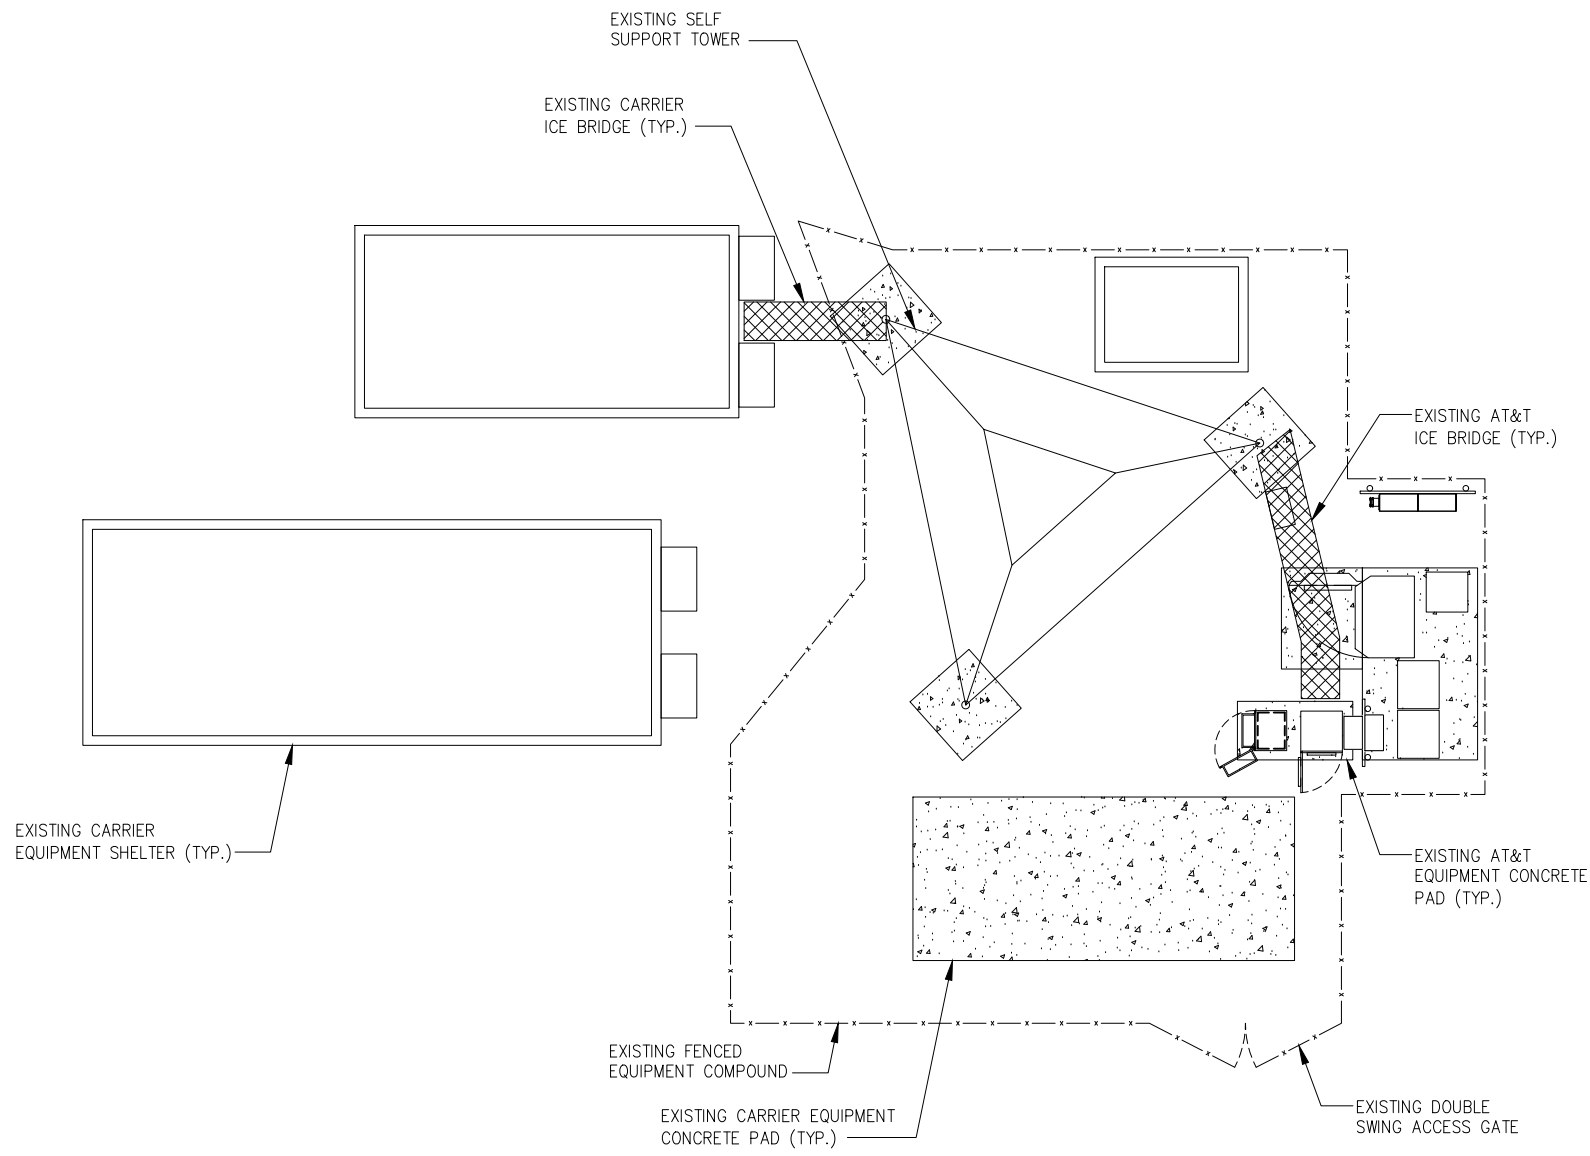 EXISTING SELF
SUPPORT TOWER
EXISTING CARRIER
ICE BRIDGE (TYP.)
EXISTING AT&T
ICE BRIDGE (TYP.)
EXISTING CARRIER
EQUIPMENT SHELTER (TYP.)
EXISTING AT&T
EQUIPMENT CONCRETE
PAD (TYP.)
EXISTING FENCED
EQUIPMENT COMPOUND
EXISTING CARRIER EQUIPMENT
CONCRETE PAD (TYP.)
EXISTING DOUBLE
SWING ACCESS GATE